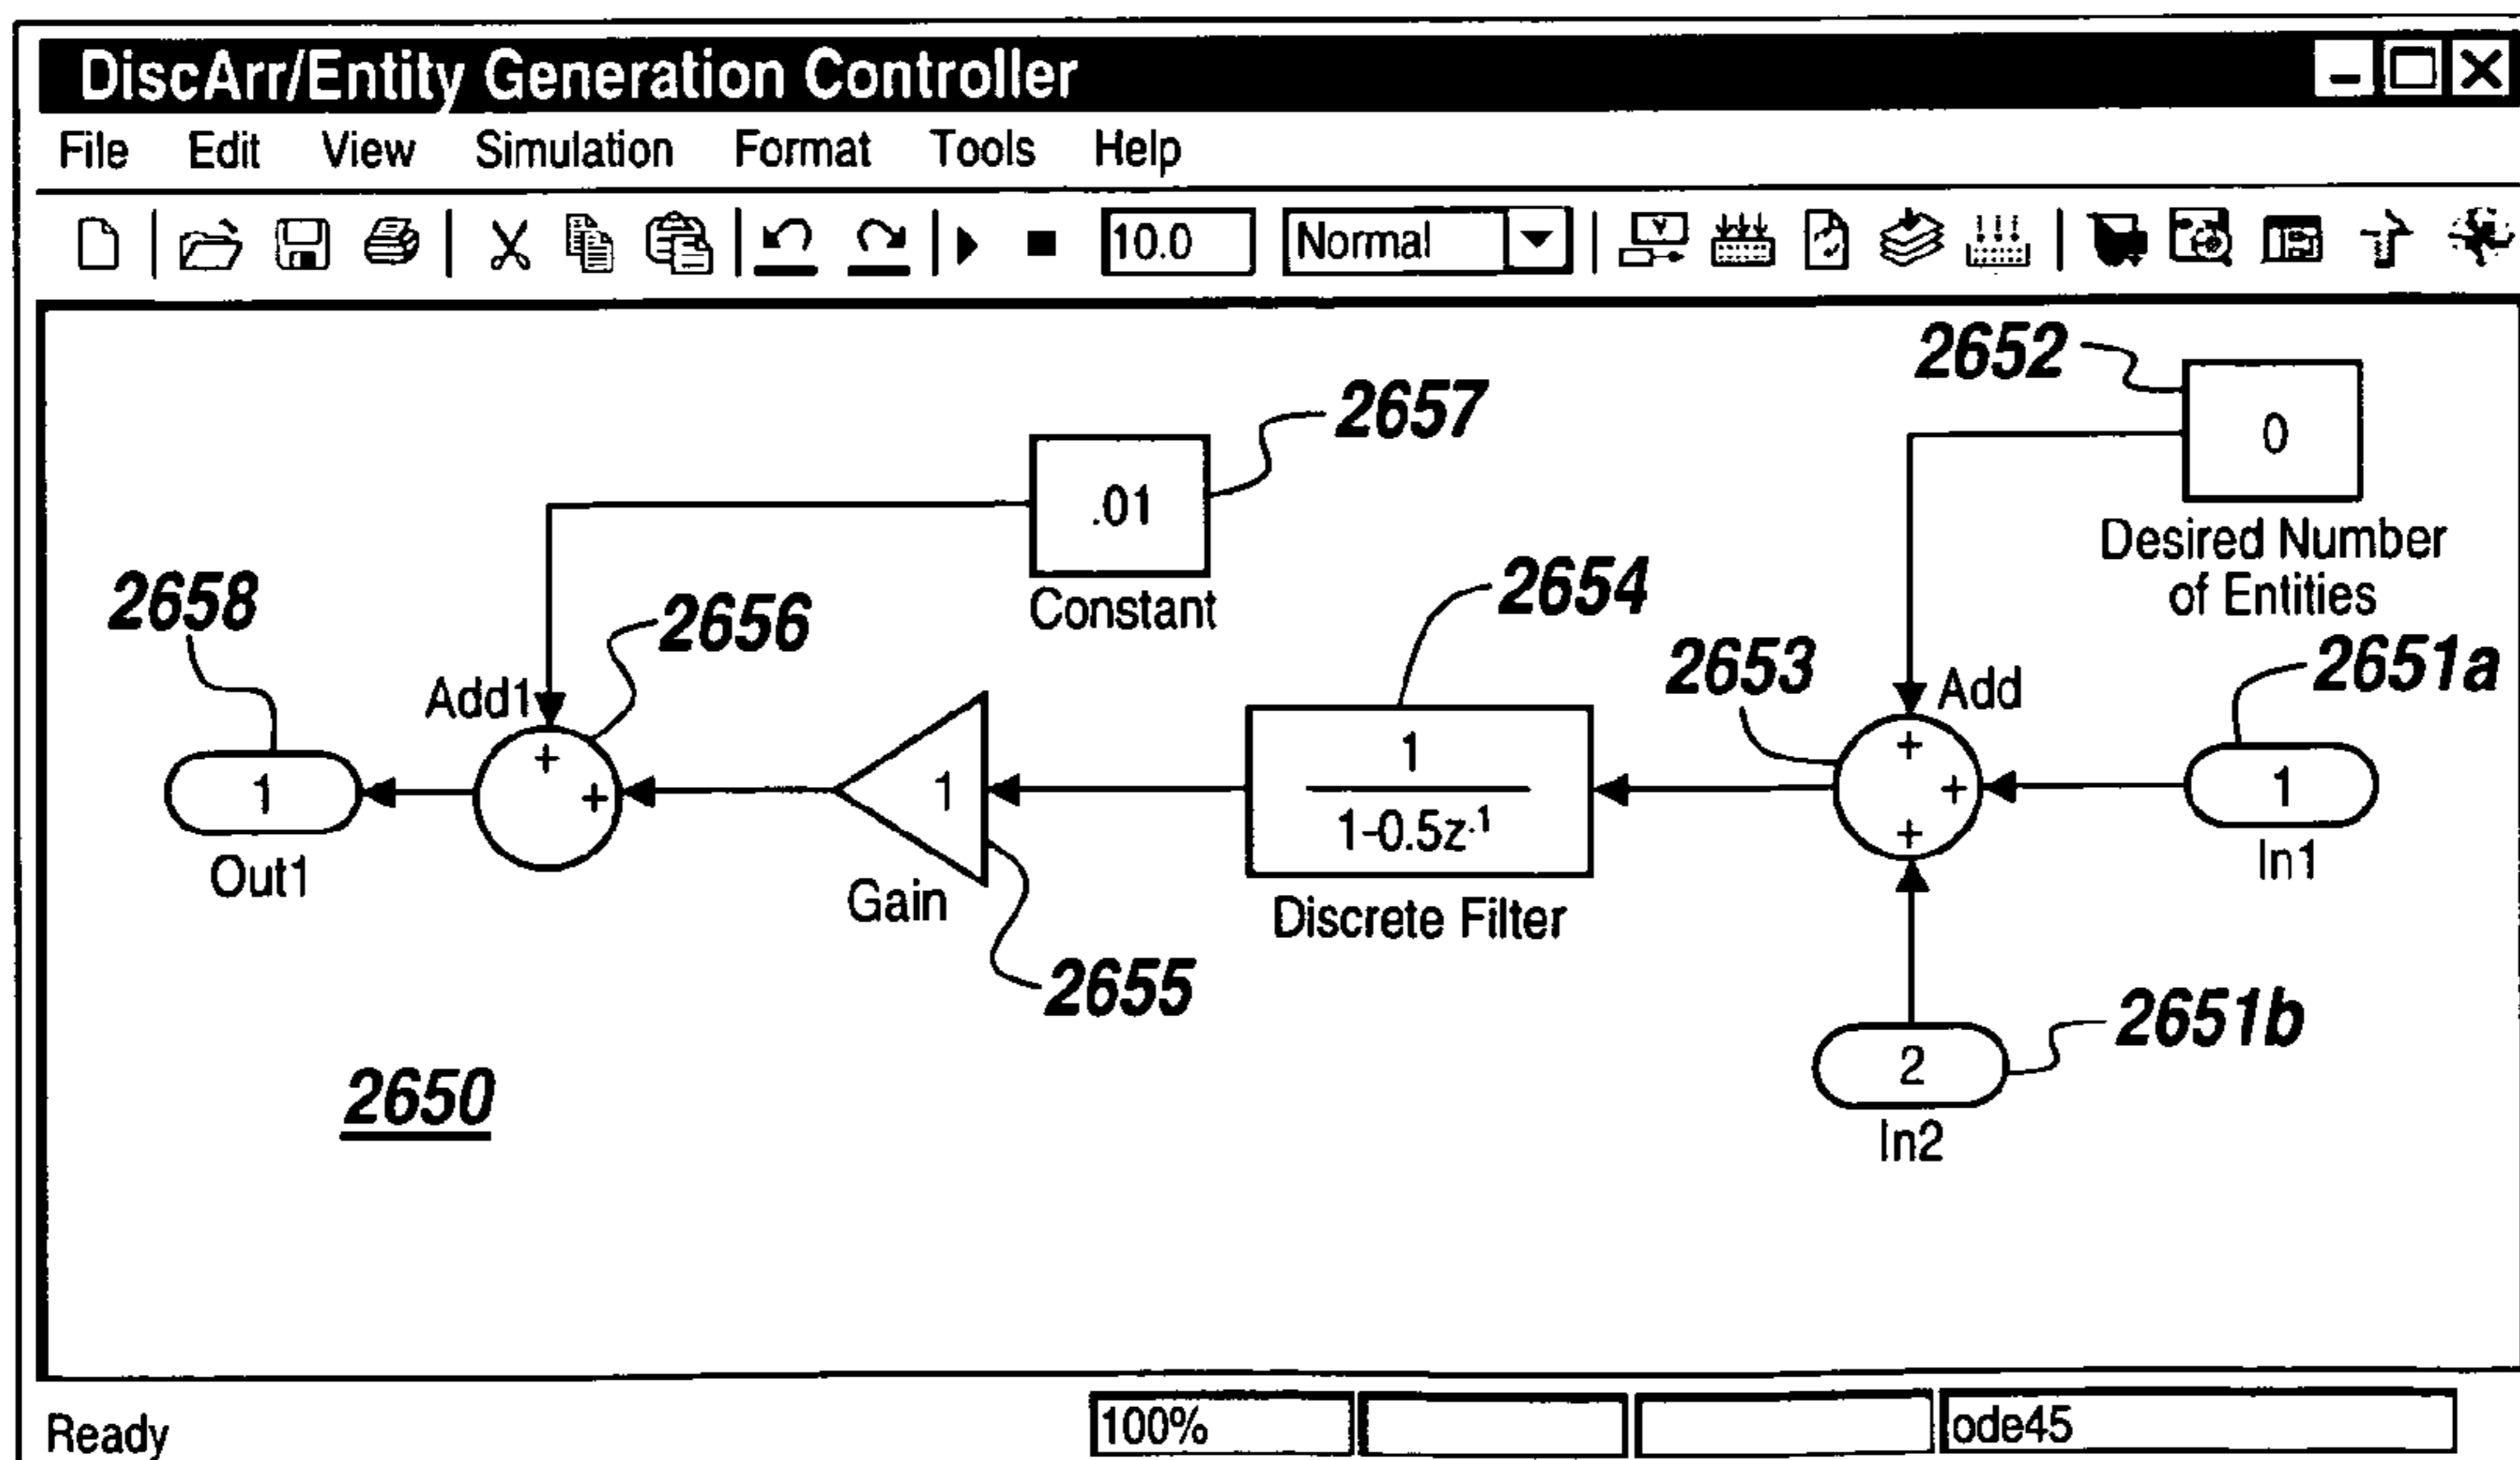 DiscArr/Entity Generation Controller
File Edit View Simulation Format Tools Help
10.0 Normal
2652
0
Desired Number
of Entities
2657
.01
Constant
2658
2656
2654
2653
2651a
Add1
+
+
1
Out1
1
Gain
2655
1
1-0.5z-1
Discrete Filter
Add
+
+
+
1
In1
2651b
2
In2
2650
Ready 100% ode45